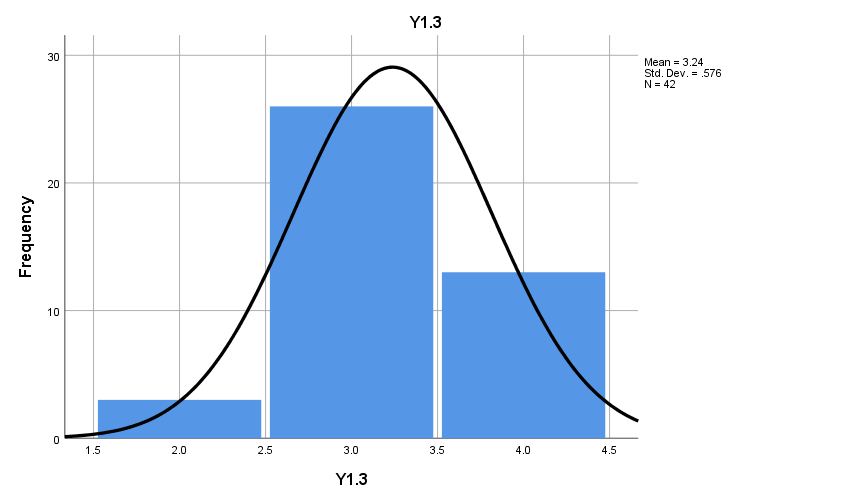 Y1.3
Mean = 3.24
Std. Dev. = .576
N = 42
Frequency
30
20
10
0
1.5 2.0 2.5 3.0 3.5 4.0 4.5
Y1.3